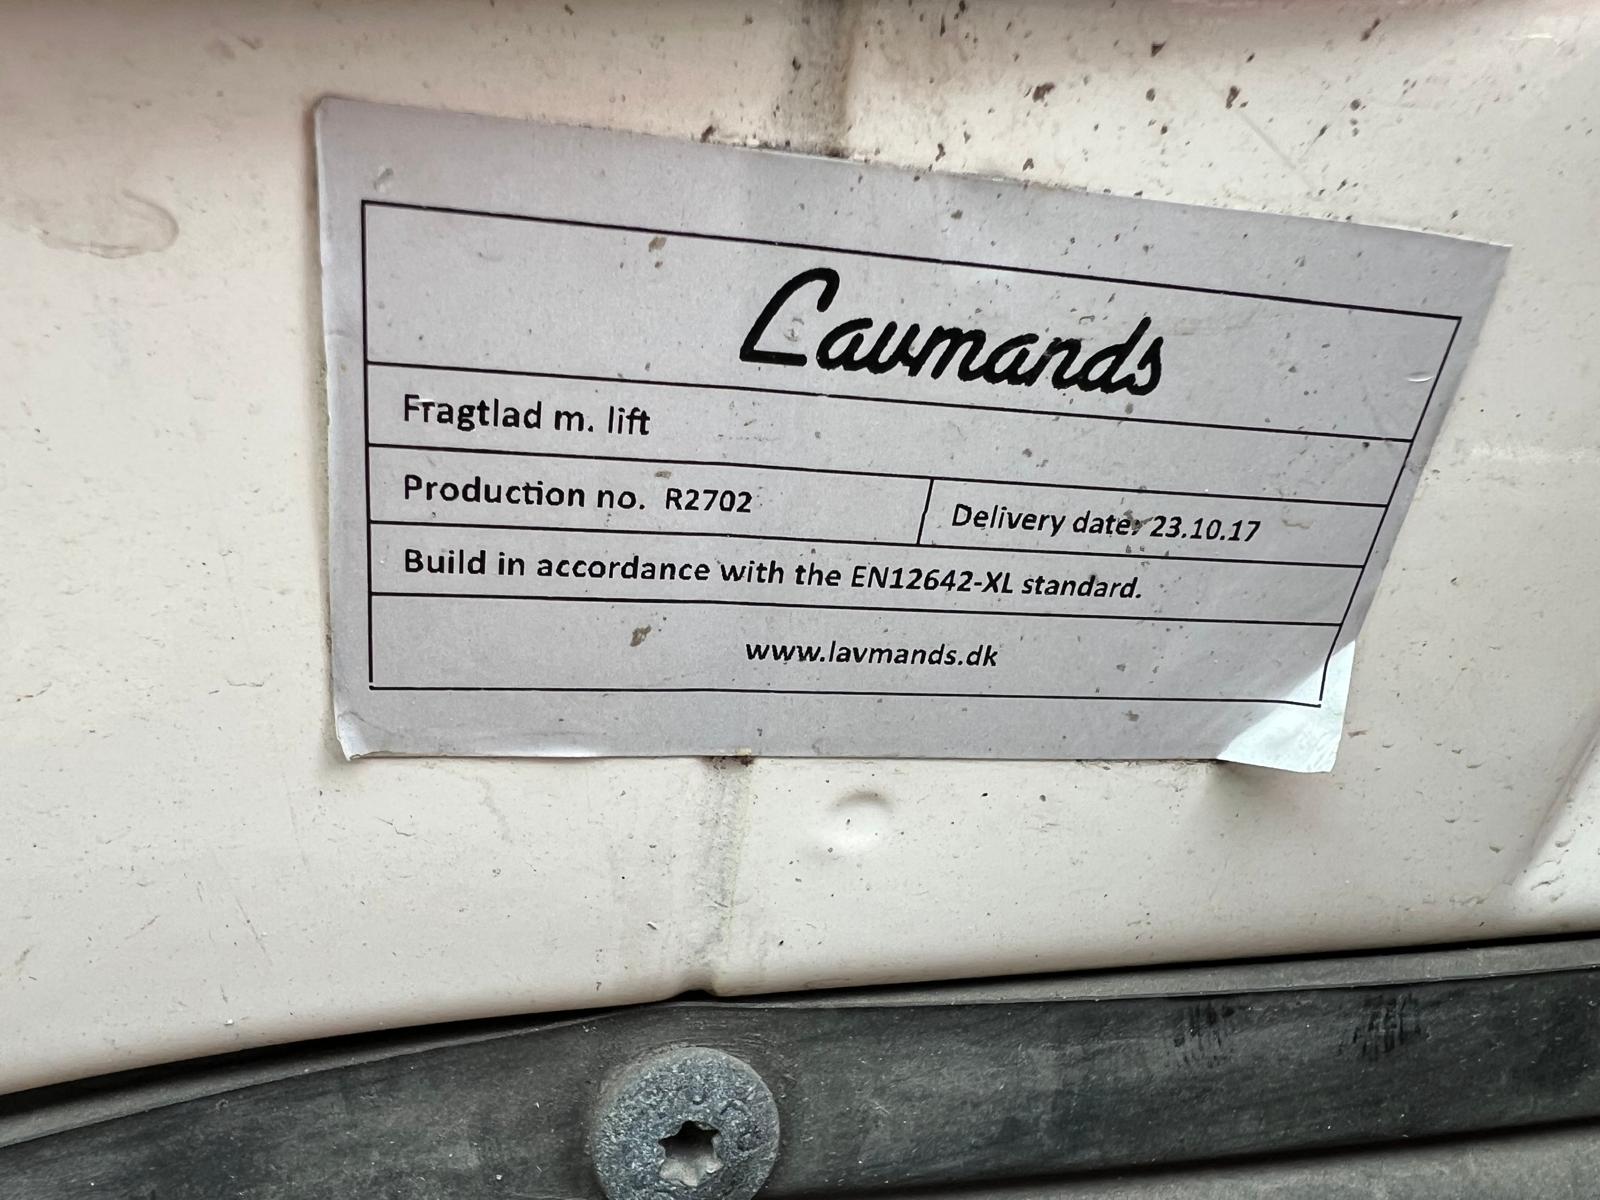 Lavmands
Fragtlad m. lift
Production no. R2702
Delivery date: 23.10.17
Build in accordance with the EN12642-XL standard.
www.lavmands.dk